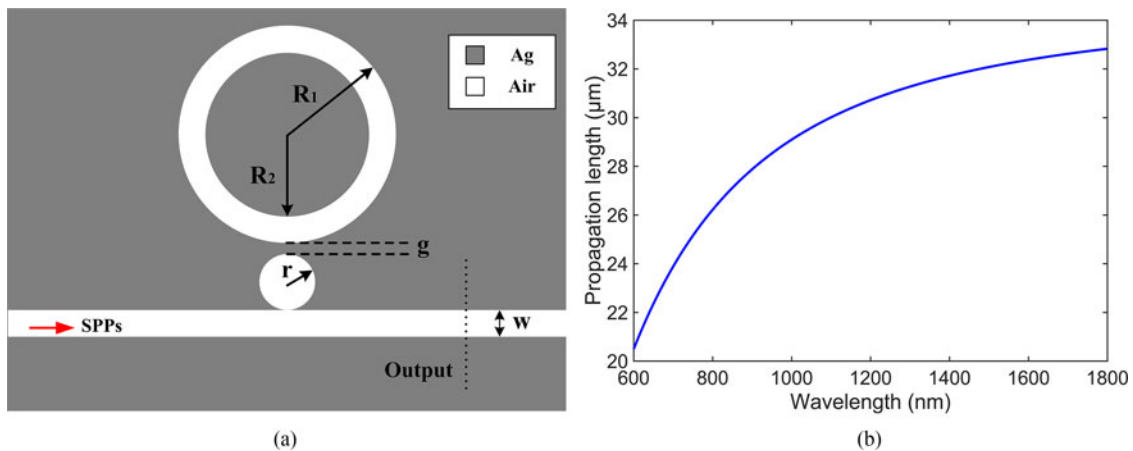 Ag
Air
R1
R2
g
r
SPPs
w
Output
(a)
34
32
30
28
26
24
22
20
Propagation length (μm)
600 800 1000 1200 1400 1600 1800
Wavelength (nm)
(b)